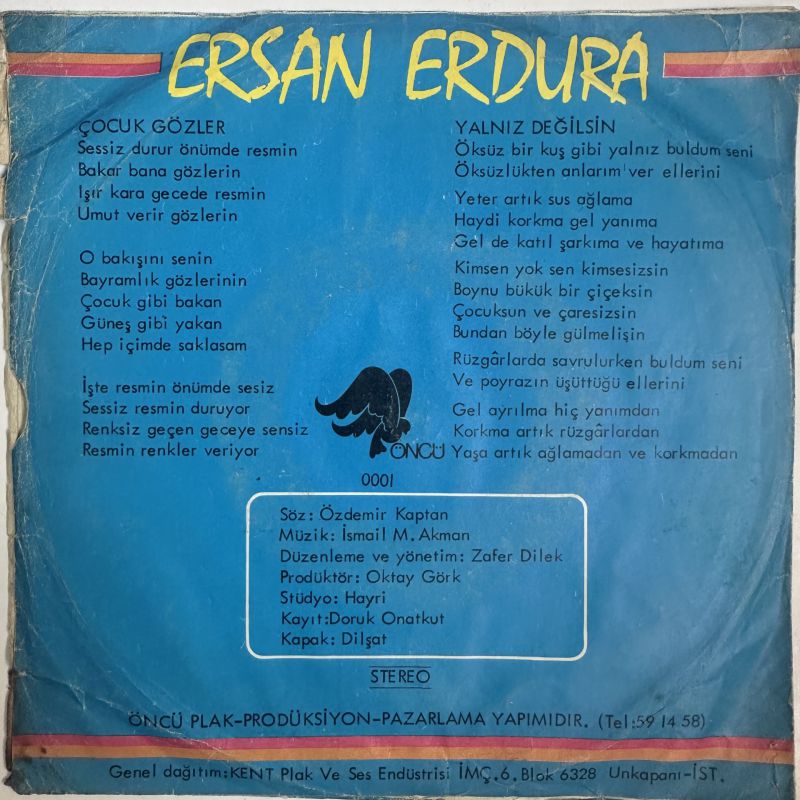 ERSAN ERDURA
ÇOCUK GÖZLER
Sessiz durur önümde resmin
Bakar bana gözlerin
Işır kara gecede resmin
Umut verir gözlerin
O bakışını senin
Bayramlık gözlerinin
Çocuk gibi bakan
Güneş gibi yakan
Hep içimde saklasam
İşte resmin önümde sesiz
Sessiz resmin duruyor
Renksiz geçen geceye sensiz
Resmin renkler veriyor
YALNIZ DEĞİLSİN
Öksüz bir kuş gibi yalnız buldum seni
Öksüzlükten anlarım ver ellerini
Yeter artık sus ağlama
Haydi korkma gel yanıma
Gel de katıl şarkıma ve hayatıma
Kimsen yok sen kimsesizsin
Boynu bükük bir çiçeksin
Çocuksun ve çaresizsin
Bundan böyle gülmelisin
Rüzgârlarda savrulurken buldum seni
Ve poyrazın üşüttüğü ellerini
Gel ayrılma hiç yanımdan
Korkma artık rüzgârlardan
Yaşa artık ağlamadan ve korkmadan
ÖNCÜ
0001
Söz: Özdemir Kaptan
Müzik: İsmail M. Akman
Düzenleme ve yönetim: Zafer Dilek
Prodüktör: Oktay Görk
Stüdyo: Hayri
Kayıt:Doruk Onatkut
Kapak: Dilşat
STEREO
ÖNCÜ PLAK-PRODÜKSİYON-PAZARLAMA YAPIMIDIR. (Tel:59 14 58)
Genel dağıtım:KENT Plak Ve Ses Endüstrisi İMÇ.6.Blok 6328 Unkapanı-İST.